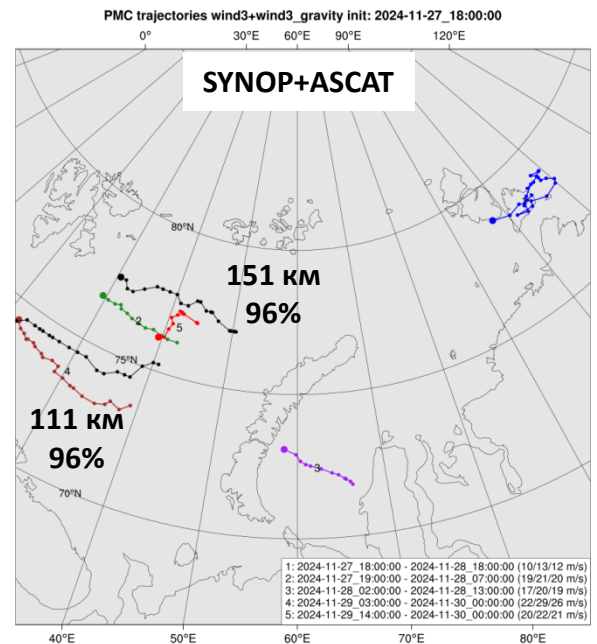 PMC trajectories wind3+wind3_gravity init: 2024-11-27_18:00:00
0° 30°E 60°E 90°E 120°E
SYNOP+ASCAT
80°N
151 км
96%
2
5
75°N
4
111 км
96%
3
70°N
1: 2024-11-27_18:00:00 - 2024-11-28_18:00:00 (10/13/12 m/s)
2: 2024-11-27_19:00:00 - 2024-11-28_07:00:00 (19/21/20 m/s)
3: 2024-11-28_02:00:00 - 2024-11-28_13:00:00 (17/20/19 m/s)
4: 2024-11-29_03:00:00 - 2024-11-30_00:00:00 (22/29/26 m/s)
5: 2024-11-29_14:00:00 - 2024-11-30_00:00:00 (20/22/21 m/s)
40°E 50°E 60°E 70°E 80°E